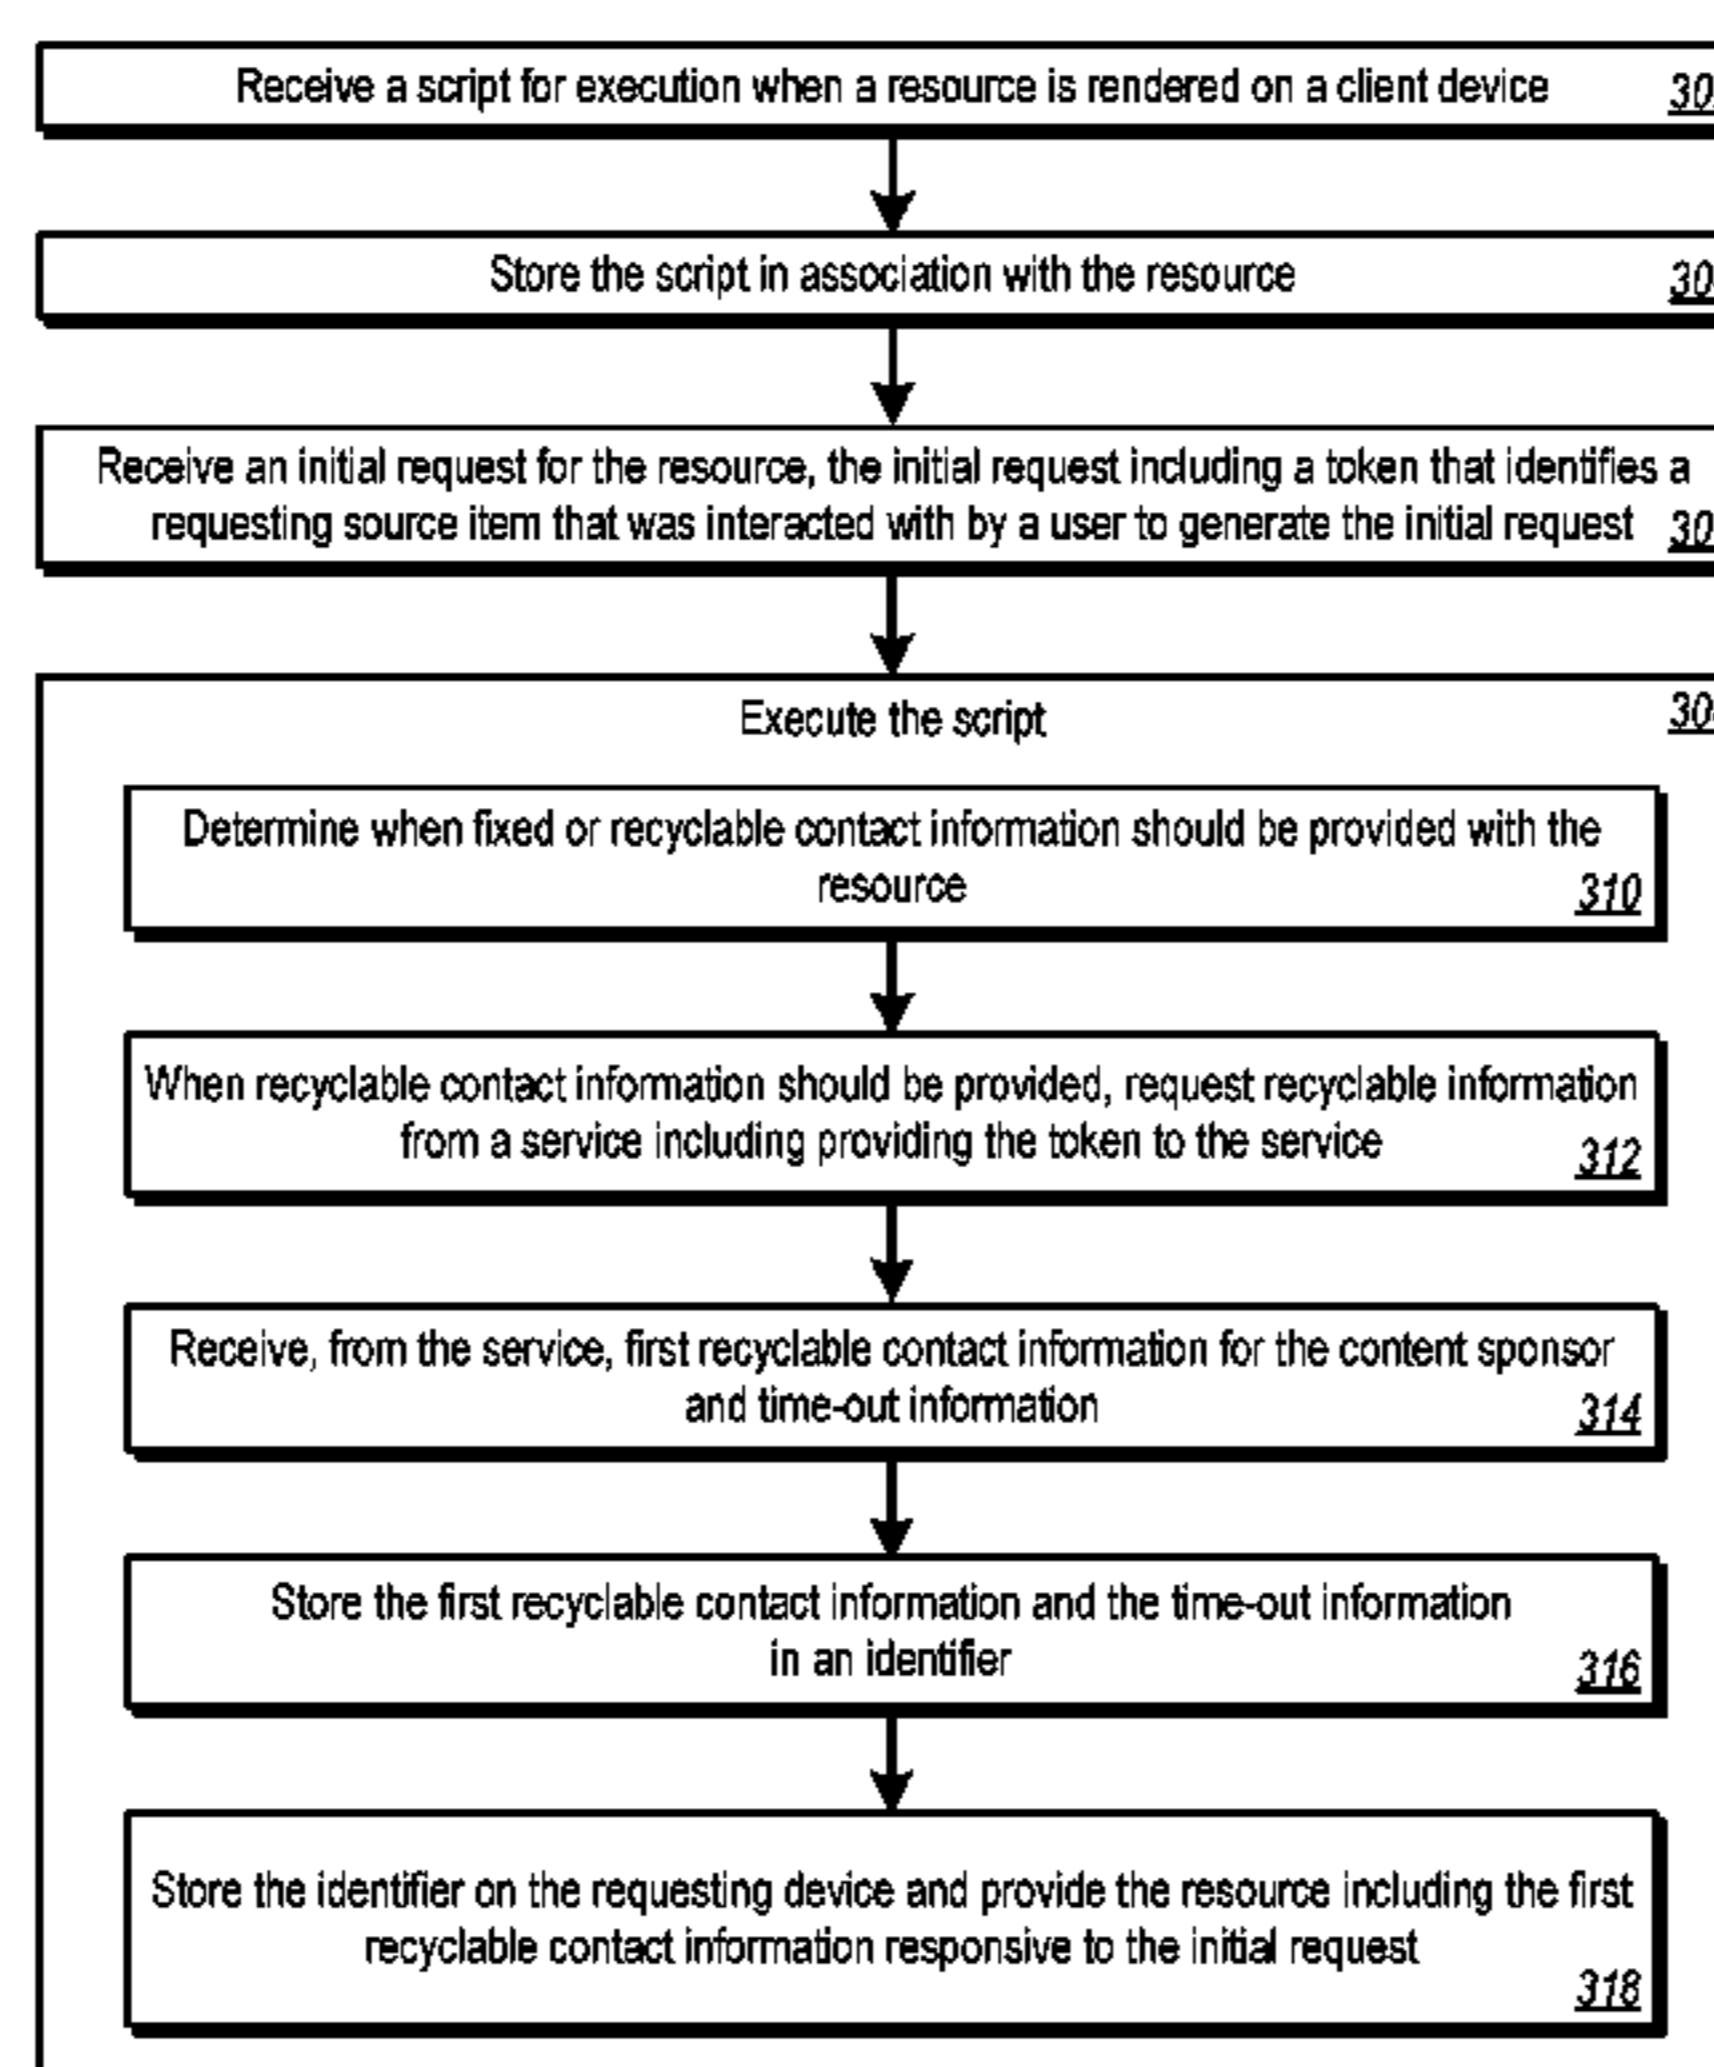 Receive a script for execution when a resource is rendered on a client device
Store the script in association with the resource
Receive an initial request for the resource, the initial request including a token that identifies a
requesting source item that was interacted with by a user to generate the initial request
Execute the script
Determine when fixed or recyclable contact information should be provided with the
resource
310
When recyclable contact information should be provided, request recyclable information
from a service including providing the token to the service
312
Receive, from the service, first recyclable contact information for the content sponsor
and time-out information
314
Store the first recyclable contact information and the time-out information
in an identifier
316
Store the identifier on the requesting device and provide the resource including the first
recyclable contact information responsive to the initial request
318